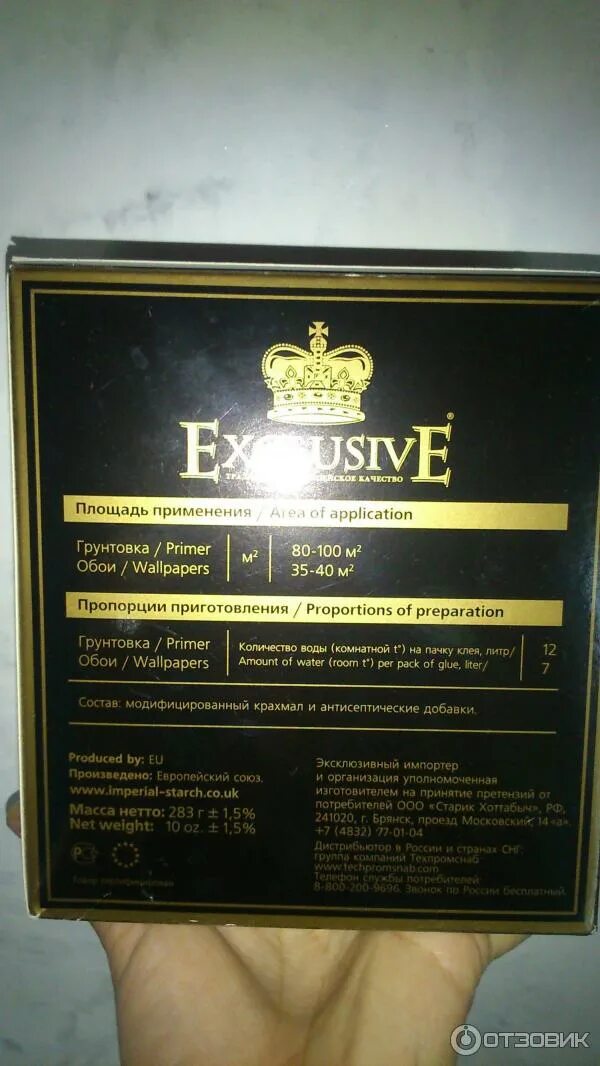 EXCLUSIVE®
КАЧЕСТВО
Площадь применения / Area of application
Грунтовка / Primer м² 80-100 м²
Обои / Wallpapers 35-40 м²
Пропорции приготовления / Proportions of preparation
Грунтовка / Primer Количество воды (комнатной t°) на пачку клея, литр/ 12
Обои / Wallpapers Amount of water (room t°) per pack of glue, liter/ 7
Состав: модифицированный крахмал и антисептические добавки.
Produced by: EU
Произведено: Европейский союз.
www.imperial-starch.co.uk
Масса нетто: 283 г ± 1,5%
Net weight: 10 oz. ± 1,5%
Товар сертифицирован
Эксклюзивный импортер
и организация уполномоченная
изготовителем на принятие претензий от
потребителей ООО «Старик Хоттабыч», РФ,
241020, г. Брянск, проезд Московский, 14 «а».
+7 (4832) 77-01-04
Дистрибьютор в России и странах СНГ:
группа компаний Техпромснаб
www.techpromsnab.com
Телефон службы потребителей:
8-800-200-9696. Звонок по России бесплатный.
ОТЗОВИК